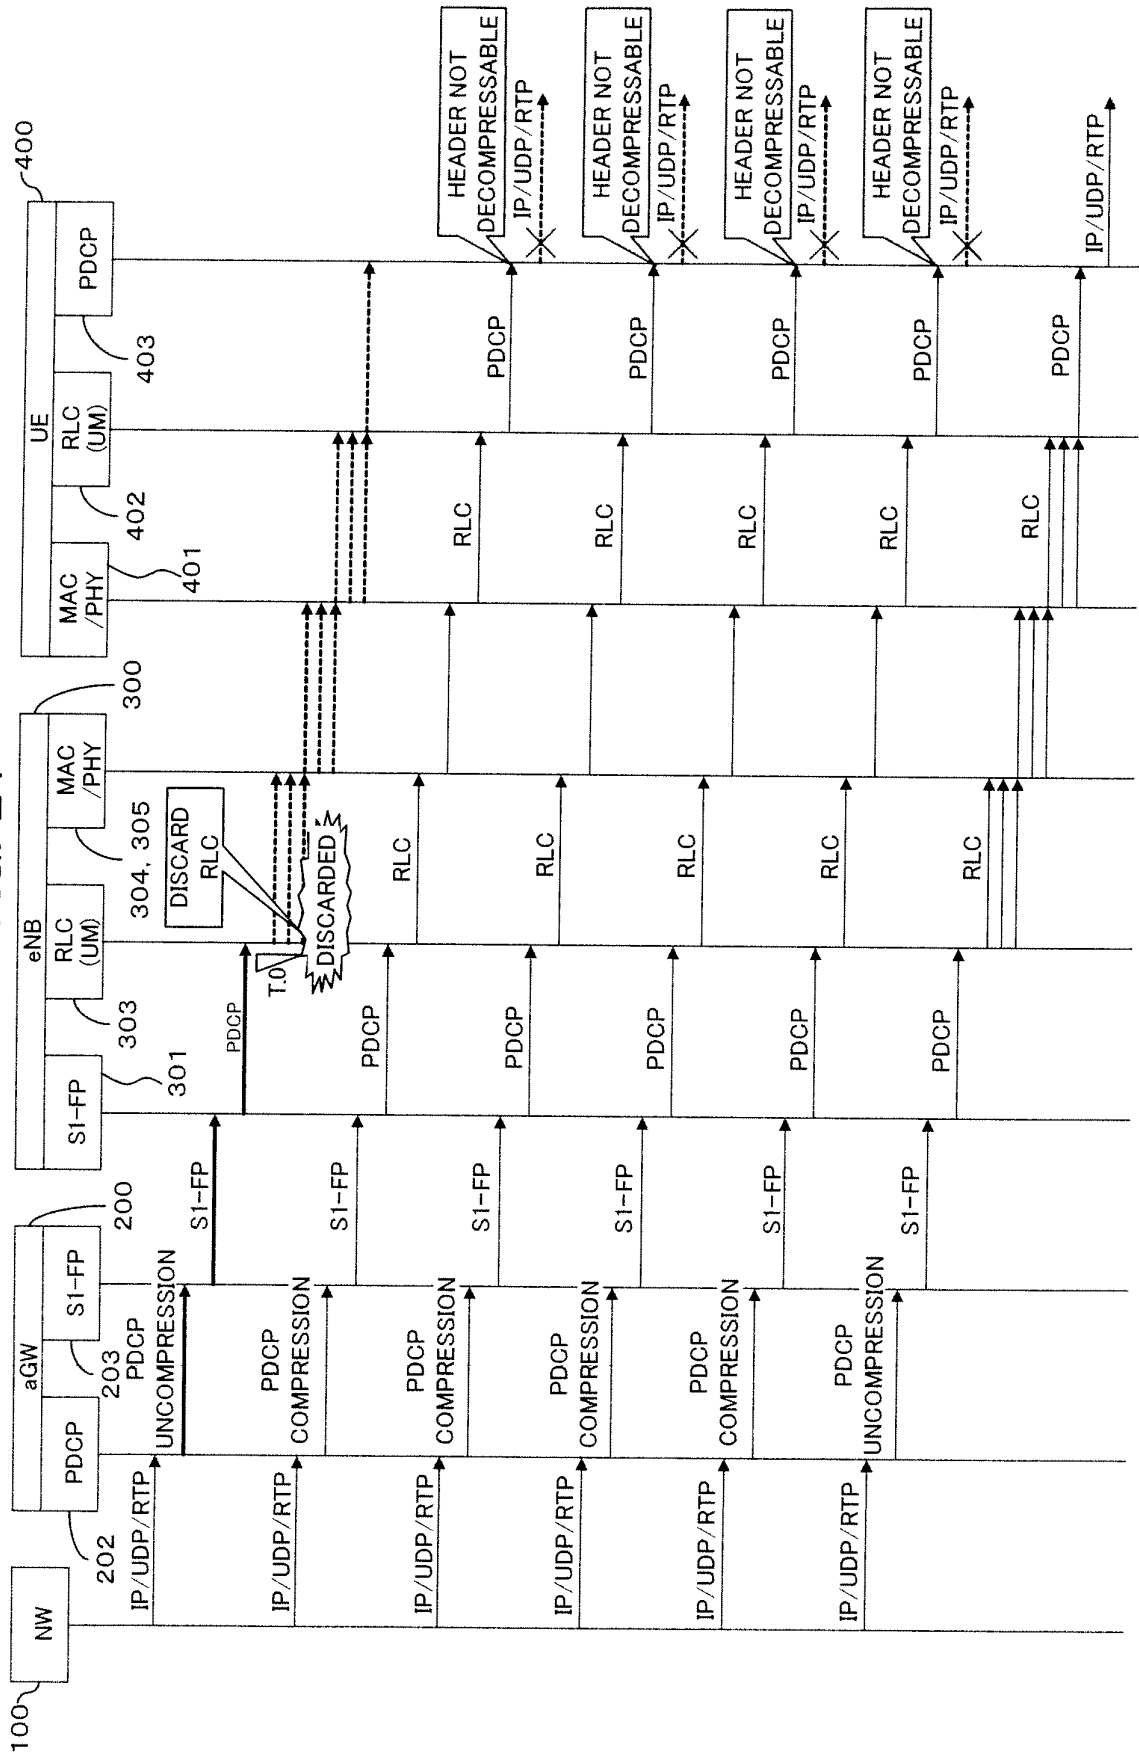 100
NW
aGW
200
PDCP
S1-FP
202
203
eNB
300
S1-FP
RLC
(UM)
MAC
/PHY
301
303
304, 305
UE
400
MAC
/PHY
RLC
(UM)
PDCP
401
402
403
IP/UDP/RTP
PDCP
UNCOMPRESSION
S1-FP
PDCP
T.0
DISCARD
RLC
DISCARDED
IP/UDP/RTP
PDCP
COMPRESSION
S1-FP
PDCP
RLC
RLC
PDCP
HEADER NOT
DECOMPRESSABLE
IP/UDP/RTP
IP/UDP/RTP
PDCP
COMPRESSION
S1-FP
PDCP
RLC
RLC
PDCP
HEADER NOT
DECOMPRESSABLE
IP/UDP/RTP
IP/UDP/RTP
PDCP
COMPRESSION
S1-FP
PDCP
RLC
RLC
PDCP
HEADER NOT
DECOMPRESSABLE
IP/UDP/RTP
IP/UDP/RTP
PDCP
COMPRESSION
S1-FP
PDCP
RLC
RLC
PDCP
HEADER NOT
DECOMPRESSABLE
IP/UDP/RTP
IP/UDP/RTP
PDCP
UNCOMPRESSION
S1-FP
PDCP
RLC
RLC
PDCP
IP/UDP/RTP